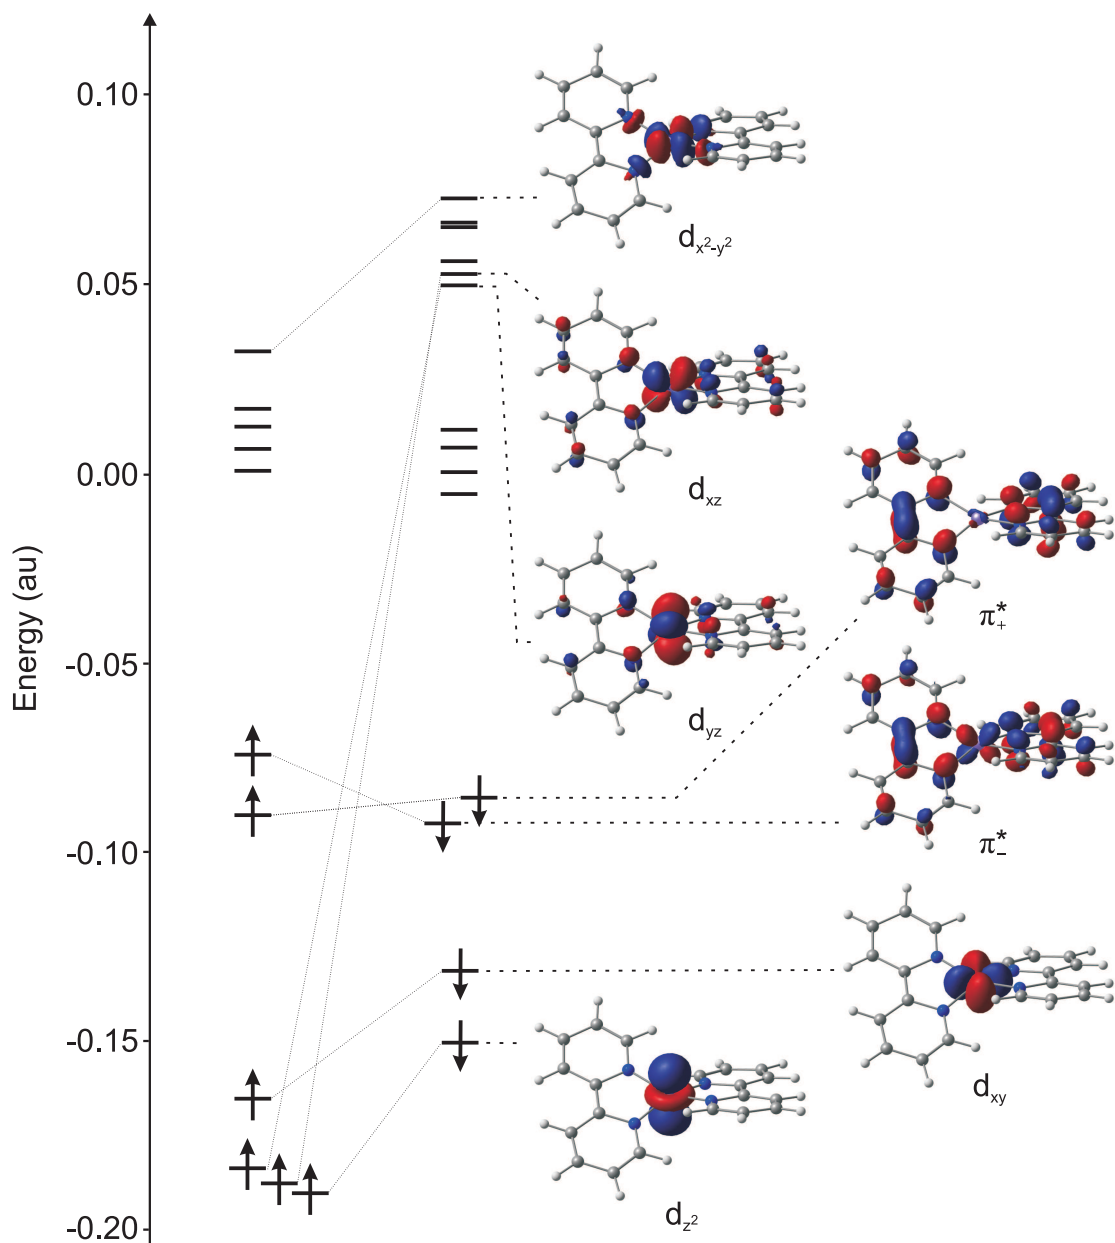 Energy (au)
0.10
0.05
0.00
-0.05
-0.10
-0.15
-0.20
dx²-y²
dxz
dyz
π*+
π*−
dxy
dz²